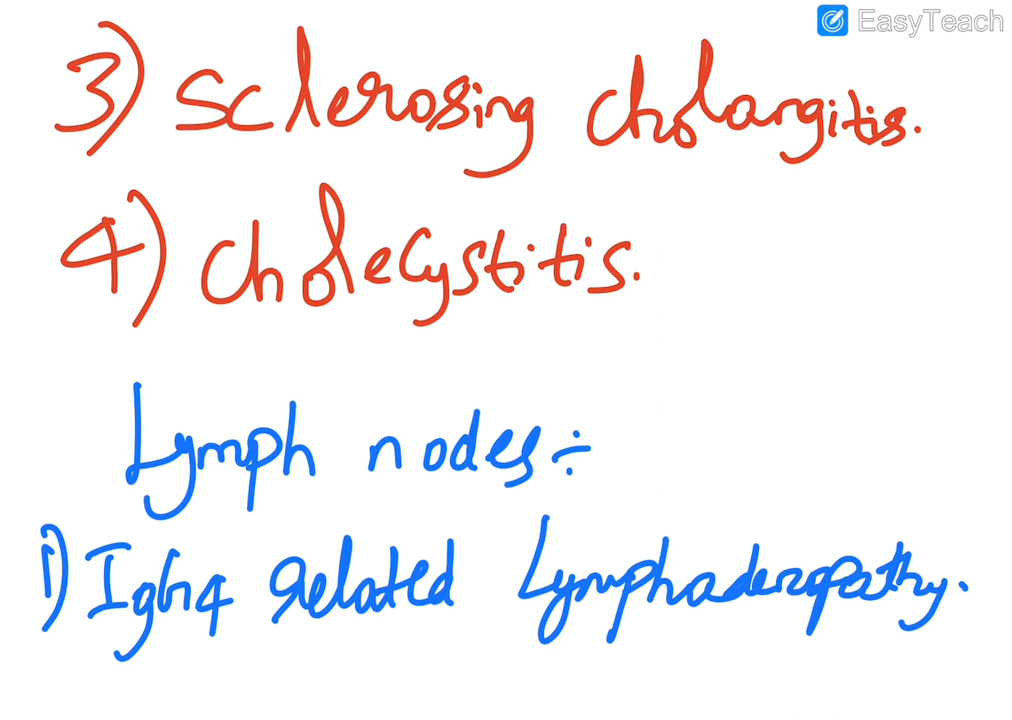 EasyTeach
3) Sclerosing cholangitis.
4) Cholecystitis.
Lymph nodes ÷
1) IgG4 related Lymphadenopathy.